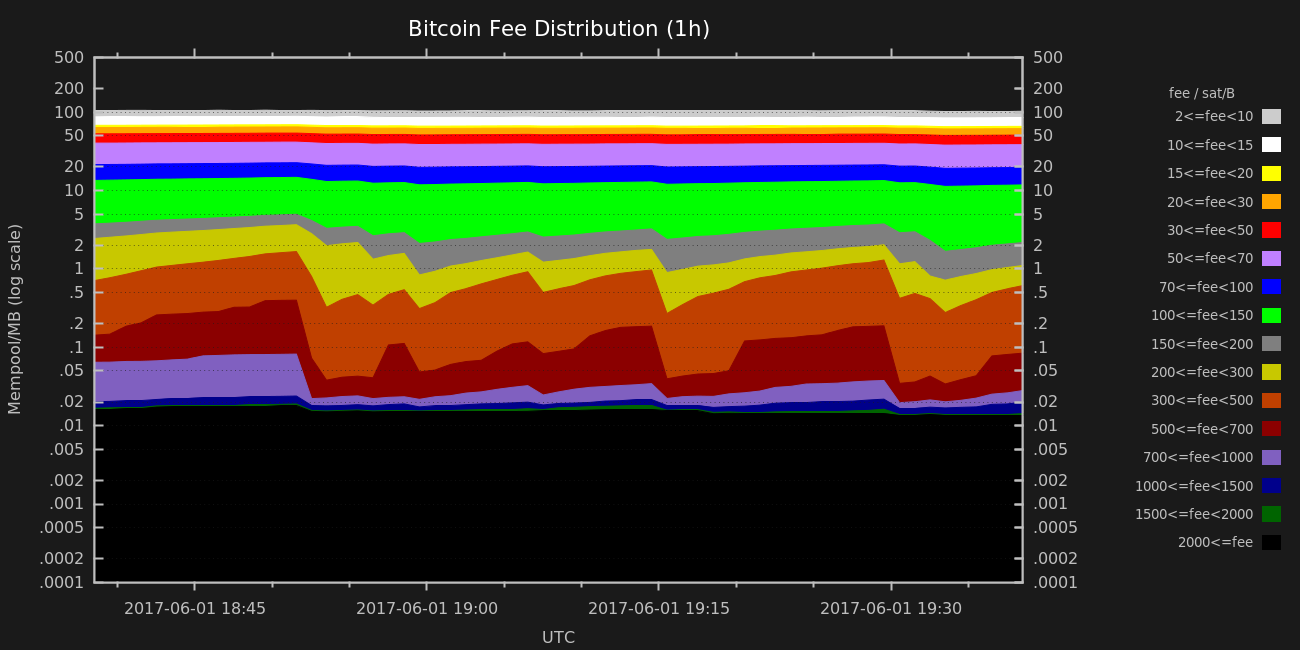 Bitcoin Fee Distribution (1h)
Mempool/MB (log scale)
500 500
200 200
100 100
50 50
20 20
10 10
5 5
2 2
1 1
.5 .5
.2 .2
.1 .1
.05 .05
.02 .02
.01 .01
.005 .005
.002 .002
.001 .001
.0005 .0005
.0002 .0002
.0001 .0001
2017-06-01 18:45 2017-06-01 19:00 2017-06-01 19:15 2017-06-01 19:30
UTC
fee / sat/B
2<=fee<10
10<=fee<15
15<=fee<20
20<=fee<30
30<=fee<50
50<=fee<70
70<=fee<100
100<=fee<150
150<=fee<200
200<=fee<300
300<=fee<500
500<=fee<700
700<=fee<1000
1000<=fee<1500
1500<=fee<2000
2000<=fee